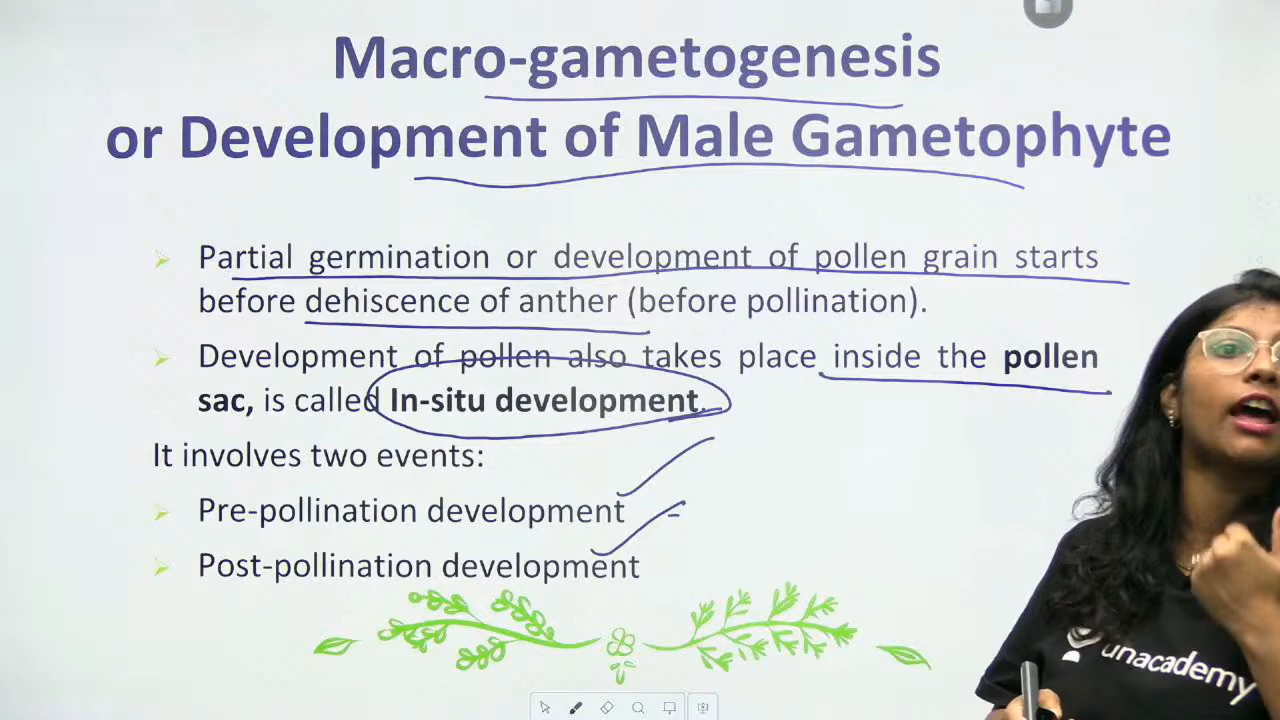 Macro-gametogenesis
or Development of Male Gametophyte
Partial germination or development of pollen grain starts
before dehiscence of anther (before pollination).
Development of pollen also takes place inside the pollen
sac, is called In-situ development.
It involves two events:
Pre-pollination development
Post-pollination development
unacademy